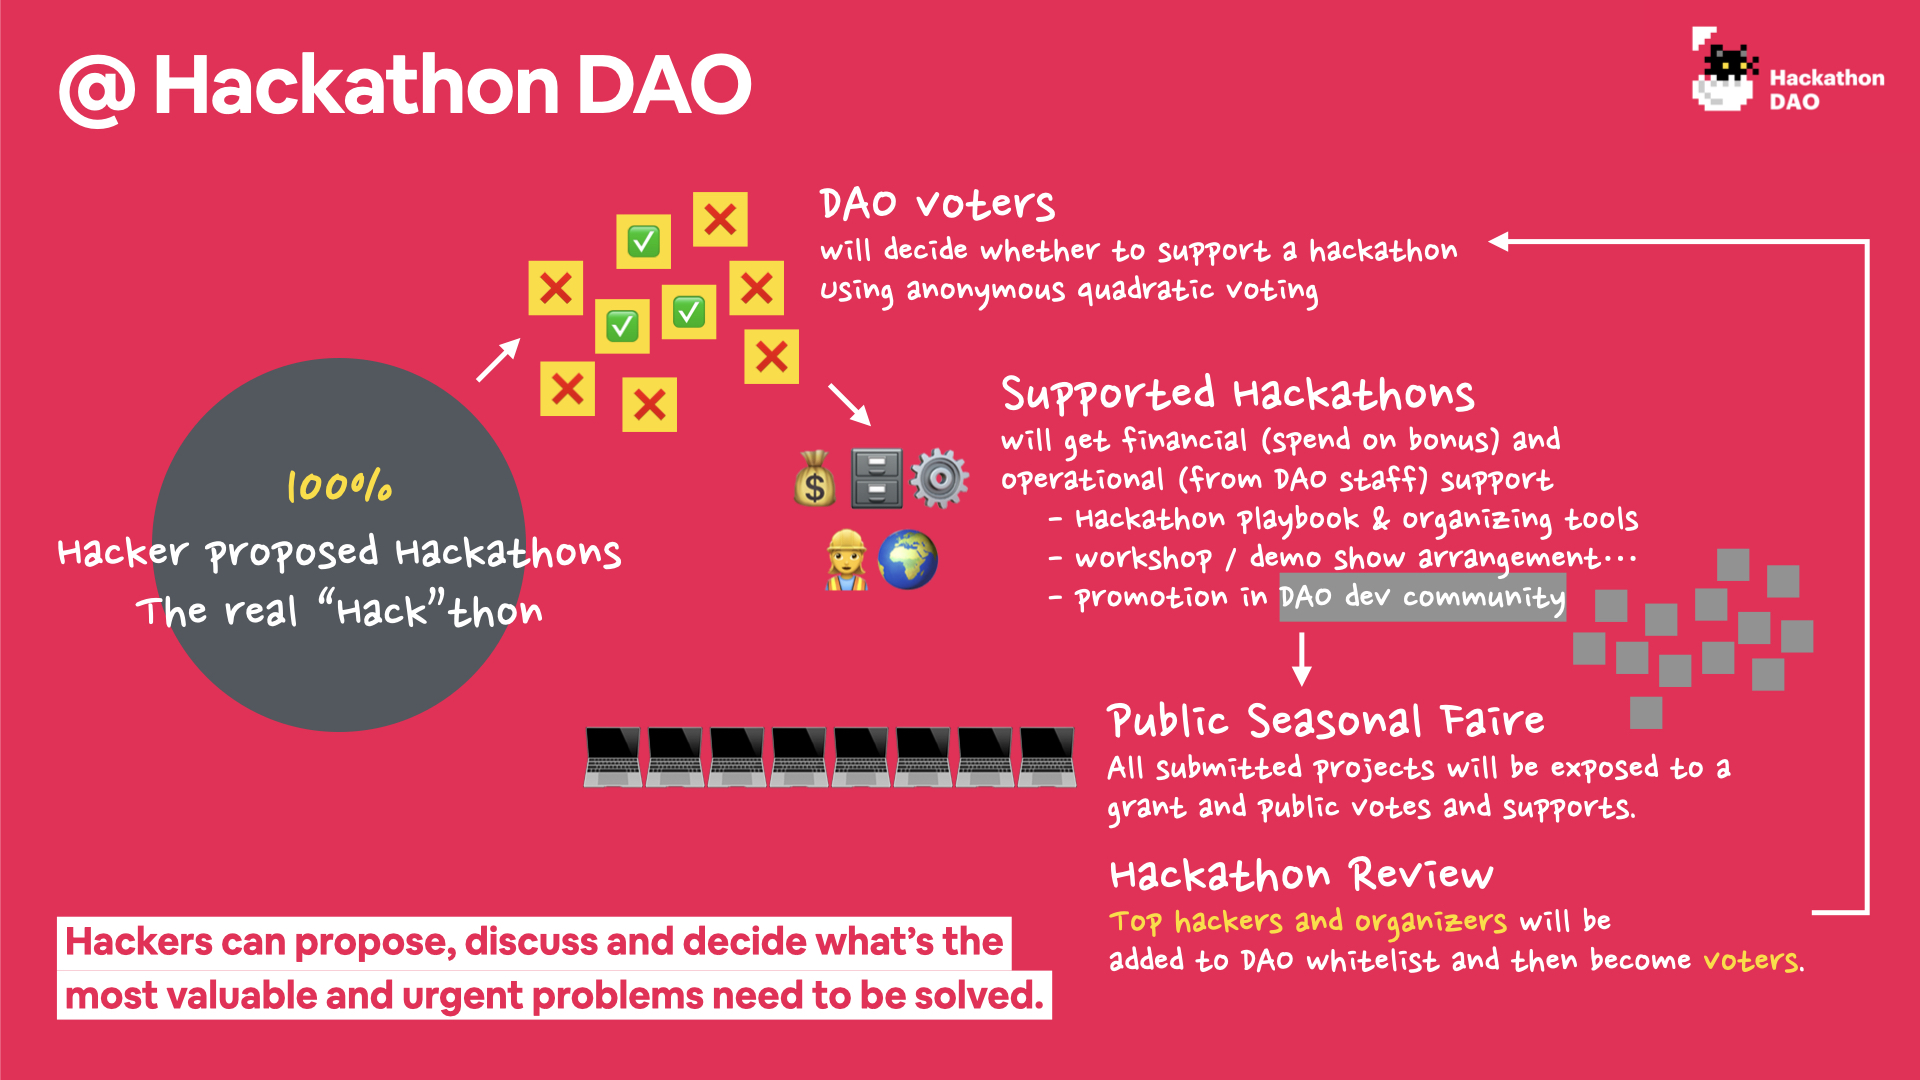 @ Hackathon DAO
Hackathon
DAO
DAO voters
will decide whether to support a hackathon
using anonymous quadratic voting
100%
Hacker proposed Hackathons
The real “Hack”thon
Supported Hackathons
will get financial (spend on bonus) and
operational (from DAO staff) support
- Hackathon playbook & organizing tools
- workshop / demo show arrangement…
- promotion in DAO dev community
Public Seasonal Faire
All submitted projects will be exposed to a
grant and public votes and supports.
Hackathon Review
Top hackers and organizers will be
added to DAO whitelist and then become voters.
Hackers can propose, discuss and decide what’s the
most valuable and urgent problems need to be solved.